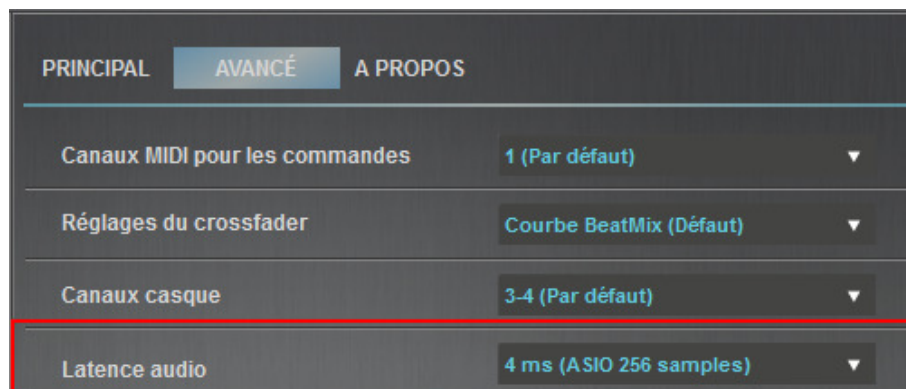 PRINCIPAL AVANCÉ A PROPOS
Canaux MIDI pour les commandes 1 (Par défaut)
Réglages du crossfader Courbe BeatMix (Défaut)
Canaux casque 3-4 (Par défaut)
Latence audio 4 ms (ASIO 256 samples)